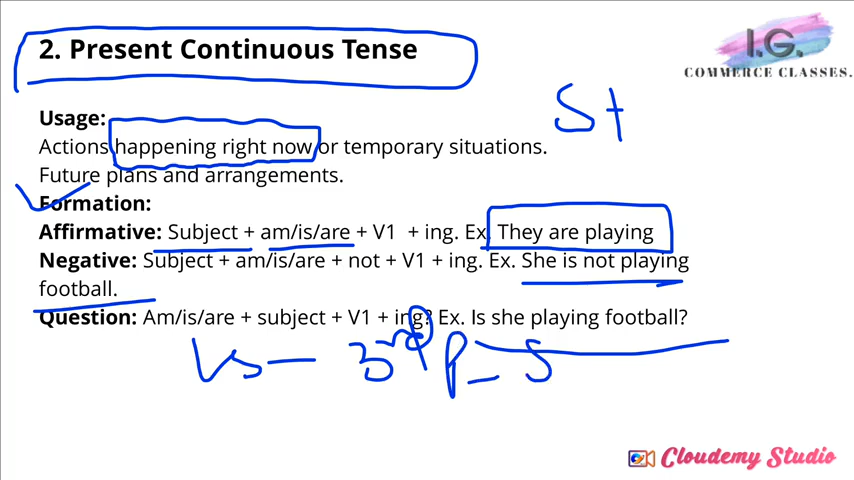 2. Present Continuous Tense
I.G.
COMMERCE CLASSES.
S+
Usage:
Actions happening right now or temporary situations.
Future plans and arrangements.
Formation:
Affirmative: Subject + am/is/are + V1 + ing. Ex. They are playing
Negative: Subject + am/is/are + not + V1 + ing. Ex. She is not playing
football.
Question: Am/is/are + subject + V1 + ing? Ex. Is she playing football?
Vs — 3rd P_ S
Cloudemy Studio